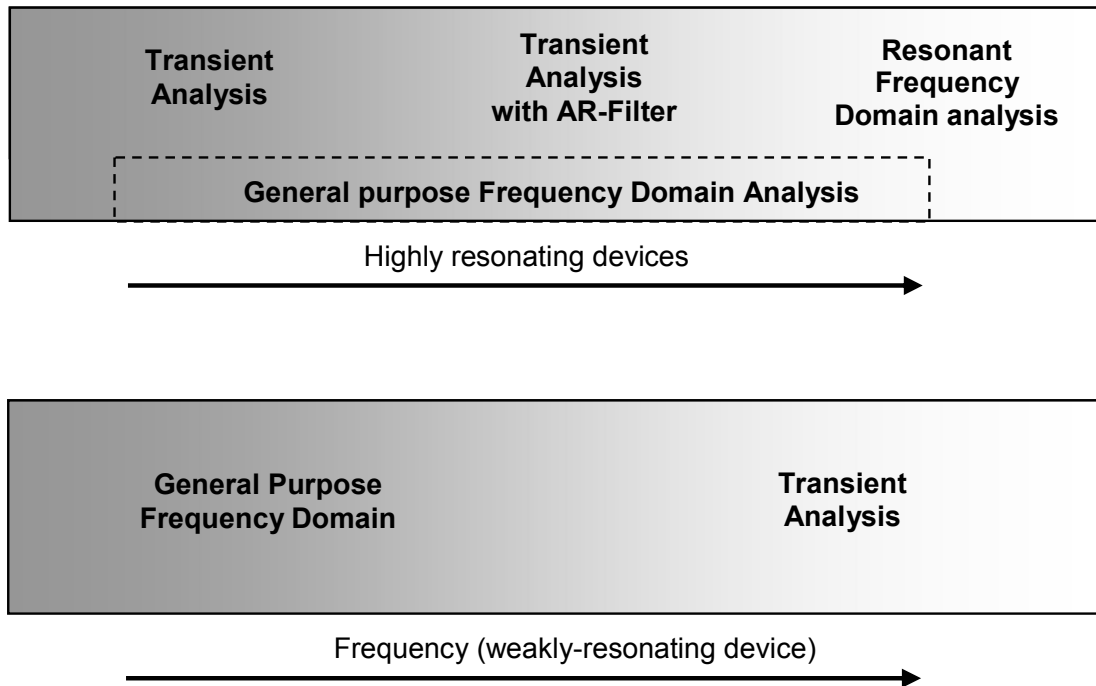 Transient
Analysis
Transient
Analysis
with AR-Filter
Resonant
Frequency
Domain analysis
General purpose Frequency Domain Analysis
Highly resonating devices
General Purpose
Frequency Domain
Transient
Analysis
Frequency (weakly-resonating device)